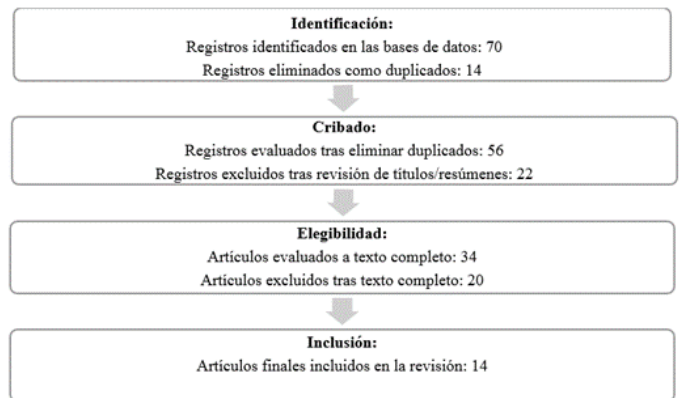 Identificación:
Registros identificados en las bases de datos: 70
Registros eliminados como duplicados: 14
Cribado:
Registros evaluados tras eliminar duplicados: 56
Registros excluidos tras revisión de títulos/resúmenes: 22
Elegibilidad:
Artículos evaluados a texto completo: 34
Artículos excluidos tras texto completo: 20
Inclusión:
Artículos finales incluidos en la revisión: 14